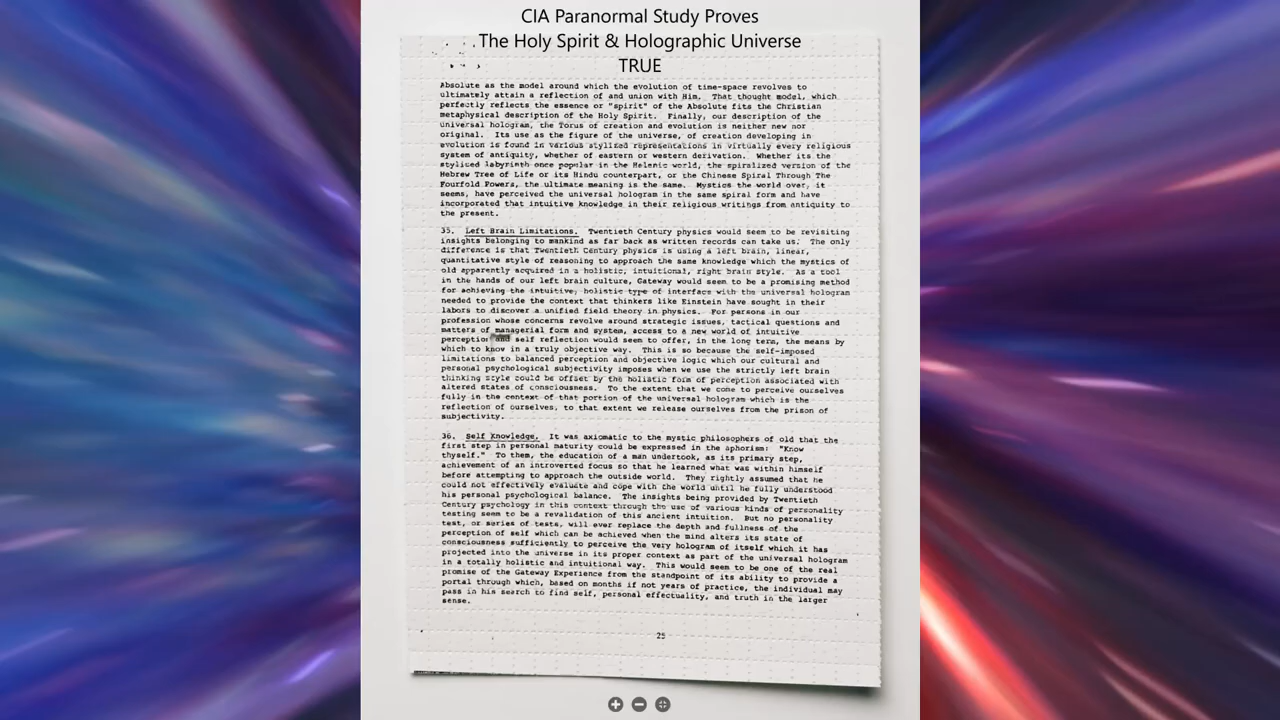 CIA Paranormal Study Proves
The Holy Spirit & Holographic Universe
TRUE
Absolute as the model around which the evolution of time-space revolves to
ultimately attain a reflection of and union with Him. That thought model, which
perfectly reflects the essence or "spirit" of the Absolute fits the Christian
metaphysical description of the Holy Spirit. Finally, our description of the
universal hologram, the Torus of creation and evolution is neither new nor
original. Its use as the figure of the universe, of creation developing in
evolution is found in various stylized representations in virtually every religious
system of antiquity, whether of eastern or western derivation. Whether its the
stylised labyrinth once popular in the Helenic world, the spiralized version of the
Hebrew Tree of Life or its Hindu counterpart, or the Chinese Spiral Through The
Fourfold Powers, the ultimate meaning is the same. Mystics the world over, it
seems, have perceived the universal hologram in the same spiral form and have
incorporated that intuitive knowledge in their religious writings from antiquity to
the present.
35. Left Brain Limitations. Twentieth Century physics would seem to be revisiting
insights belonging to mankind as far back as written records can take us. The only
difference is that Twentieth Century physics is using a left brain, linear,
quantitative style of reasoning to approach the same knowledge which the mystics of
old apparently acquired in a holistic, intuitional, right brain style. As a tool
in the hands of our left brain culture, Gateway would seem to be a promising method
for achieving the intuitive, holistic type of interface with the universal hologram
needed to provide the context that thinkers like Einstein have sought in their
labors to discover a unified field theory in physics. For persons in our
profession whose concerns revolve around strategic issues, tactical questions and
matters of managerial form and system, access to a new world of intuitive
perception and self reflection would seem to offer, in the long term, the means by
which to know in a truly objective way. This is so because the self-imposed
limitations to balanced perception and objective logic which our cultural and
personal psychological subjectivity imposes when we use the strictly left brain
thinking style could be offset by the holistic form of perception associated with
altered states of consciousness. To the extent that we come to perceive ourselves
fully in the context of that portion of the universal hologram which is the
reflection of ourselves, to that extent we release ourselves from the prison of
subjectivity.
36. Self Knowledge. It was axiomatic to the mystic philosophers of old that the
first step in personal maturity could be expressed in the aphorism: "Know
thyself." To them, the education of a man undertook, as its primary step,
achievement of an introverted focus so that he learned what was within himself
before attempting to approach the outside world. They rightly assumed that he
could not effectively evaluate and cope with the world until he fully understood
his personal psychological balance. The insights being provided by Twentieth
Century psychology in this context through the use of various kinds of personality
testing seem to be a revalidation of this ancient intuition. But no personality
test, or series of tests, will ever replace the depth and fullness of the
perception of self which can be achieved when the mind alters its state of
consciousness sufficiently to perceive the very hologram of itself which it has
projected into the universe in its proper context as part of the universal hologram
in a totally holistic and intuitional way. This would seem to be one of the real
promise of the Gateway Experience from the standpoint of its ability to provide a
portal through which, based on months if not years of practice, the individual may
pass in his search to find self, personal effectuality, and truth in the larger
sense.
25